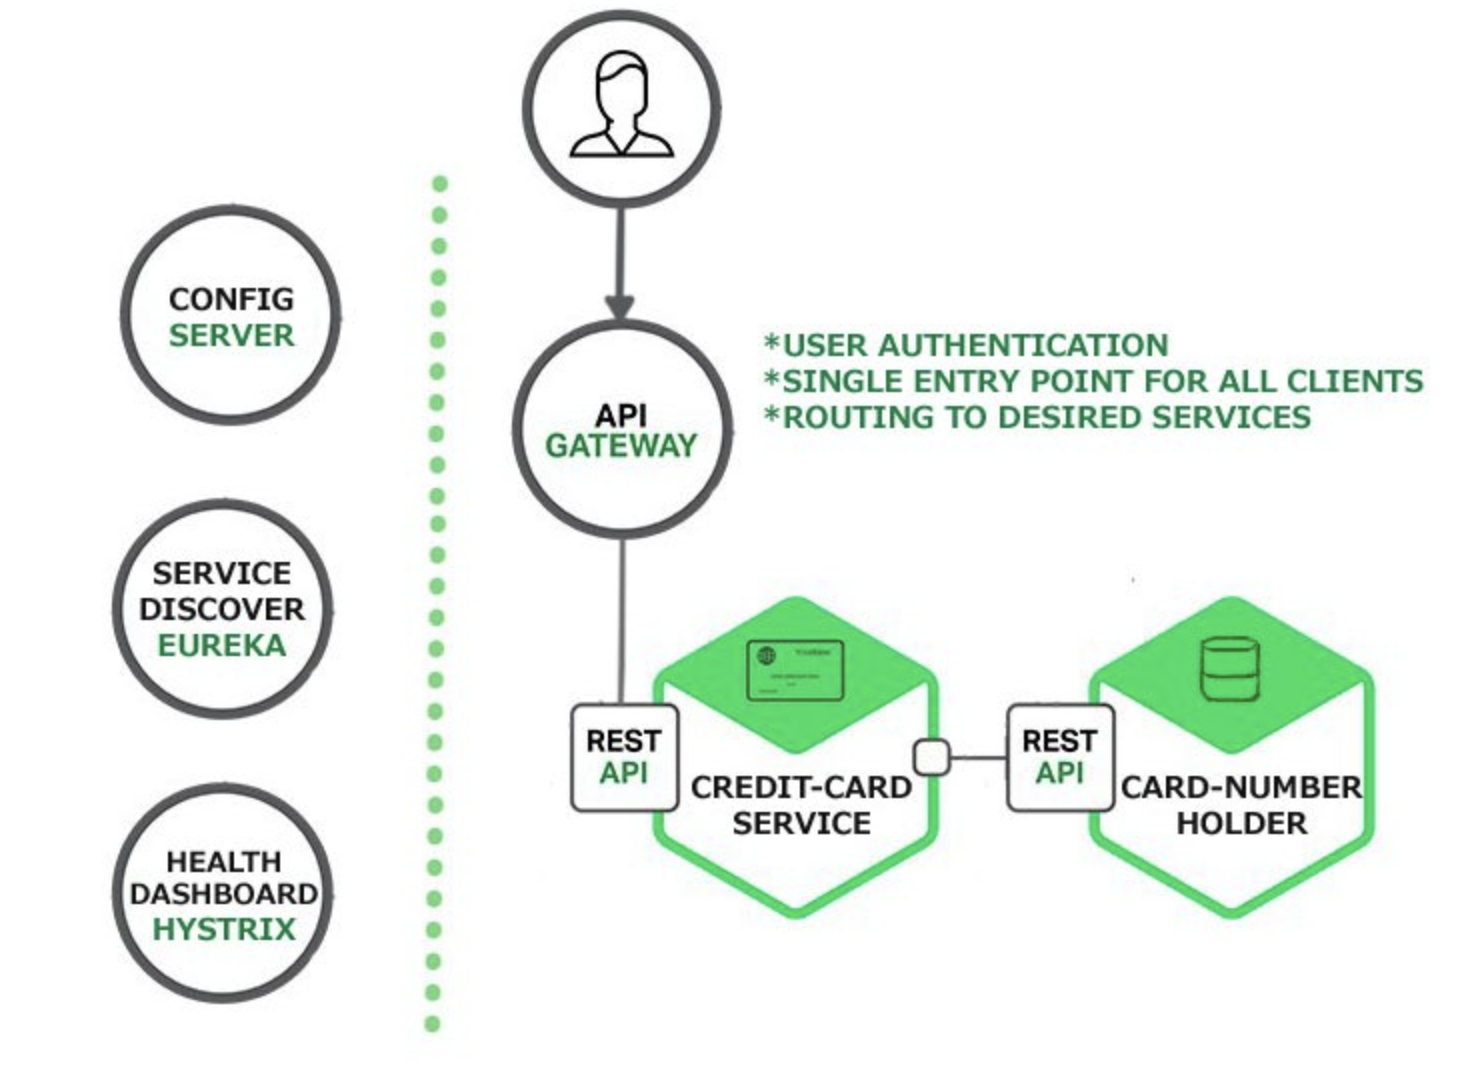 CONFIG
SERVER
SERVICE
DISCOVER
EUREKA
HEALTH
DASHBOARD
HYSTRIX
API
GATEWAY
*USER AUTHENTICATION
*SINGLE ENTRY POINT FOR ALL CLIENTS
*ROUTING TO DESIRED SERVICES
REST
API
CREDIT-CARD
SERVICE
REST
API
CARD-NUMBER
HOLDER